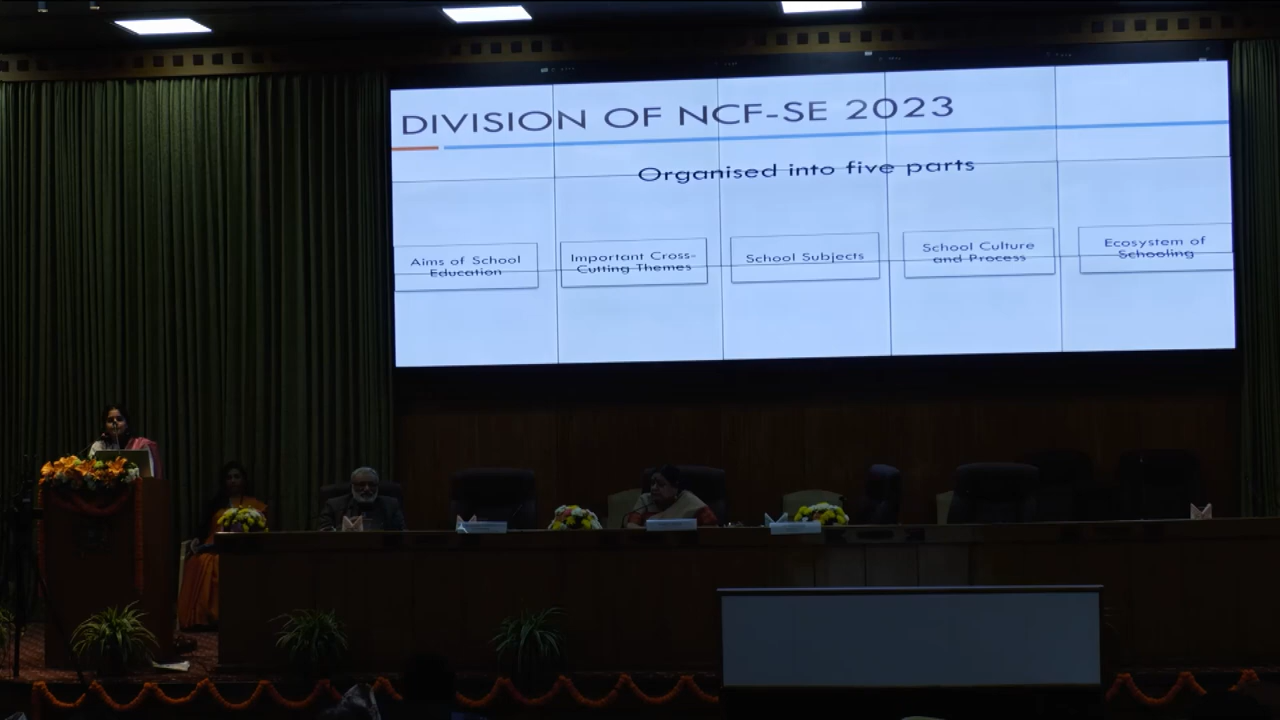 DIVISION OF NCF-SE 2023
Organised into five parts
Aims of School
Education
Important Cross-
Cutting Themes
School Subjects
School Culture
and Process
Ecosystem of
Schooling